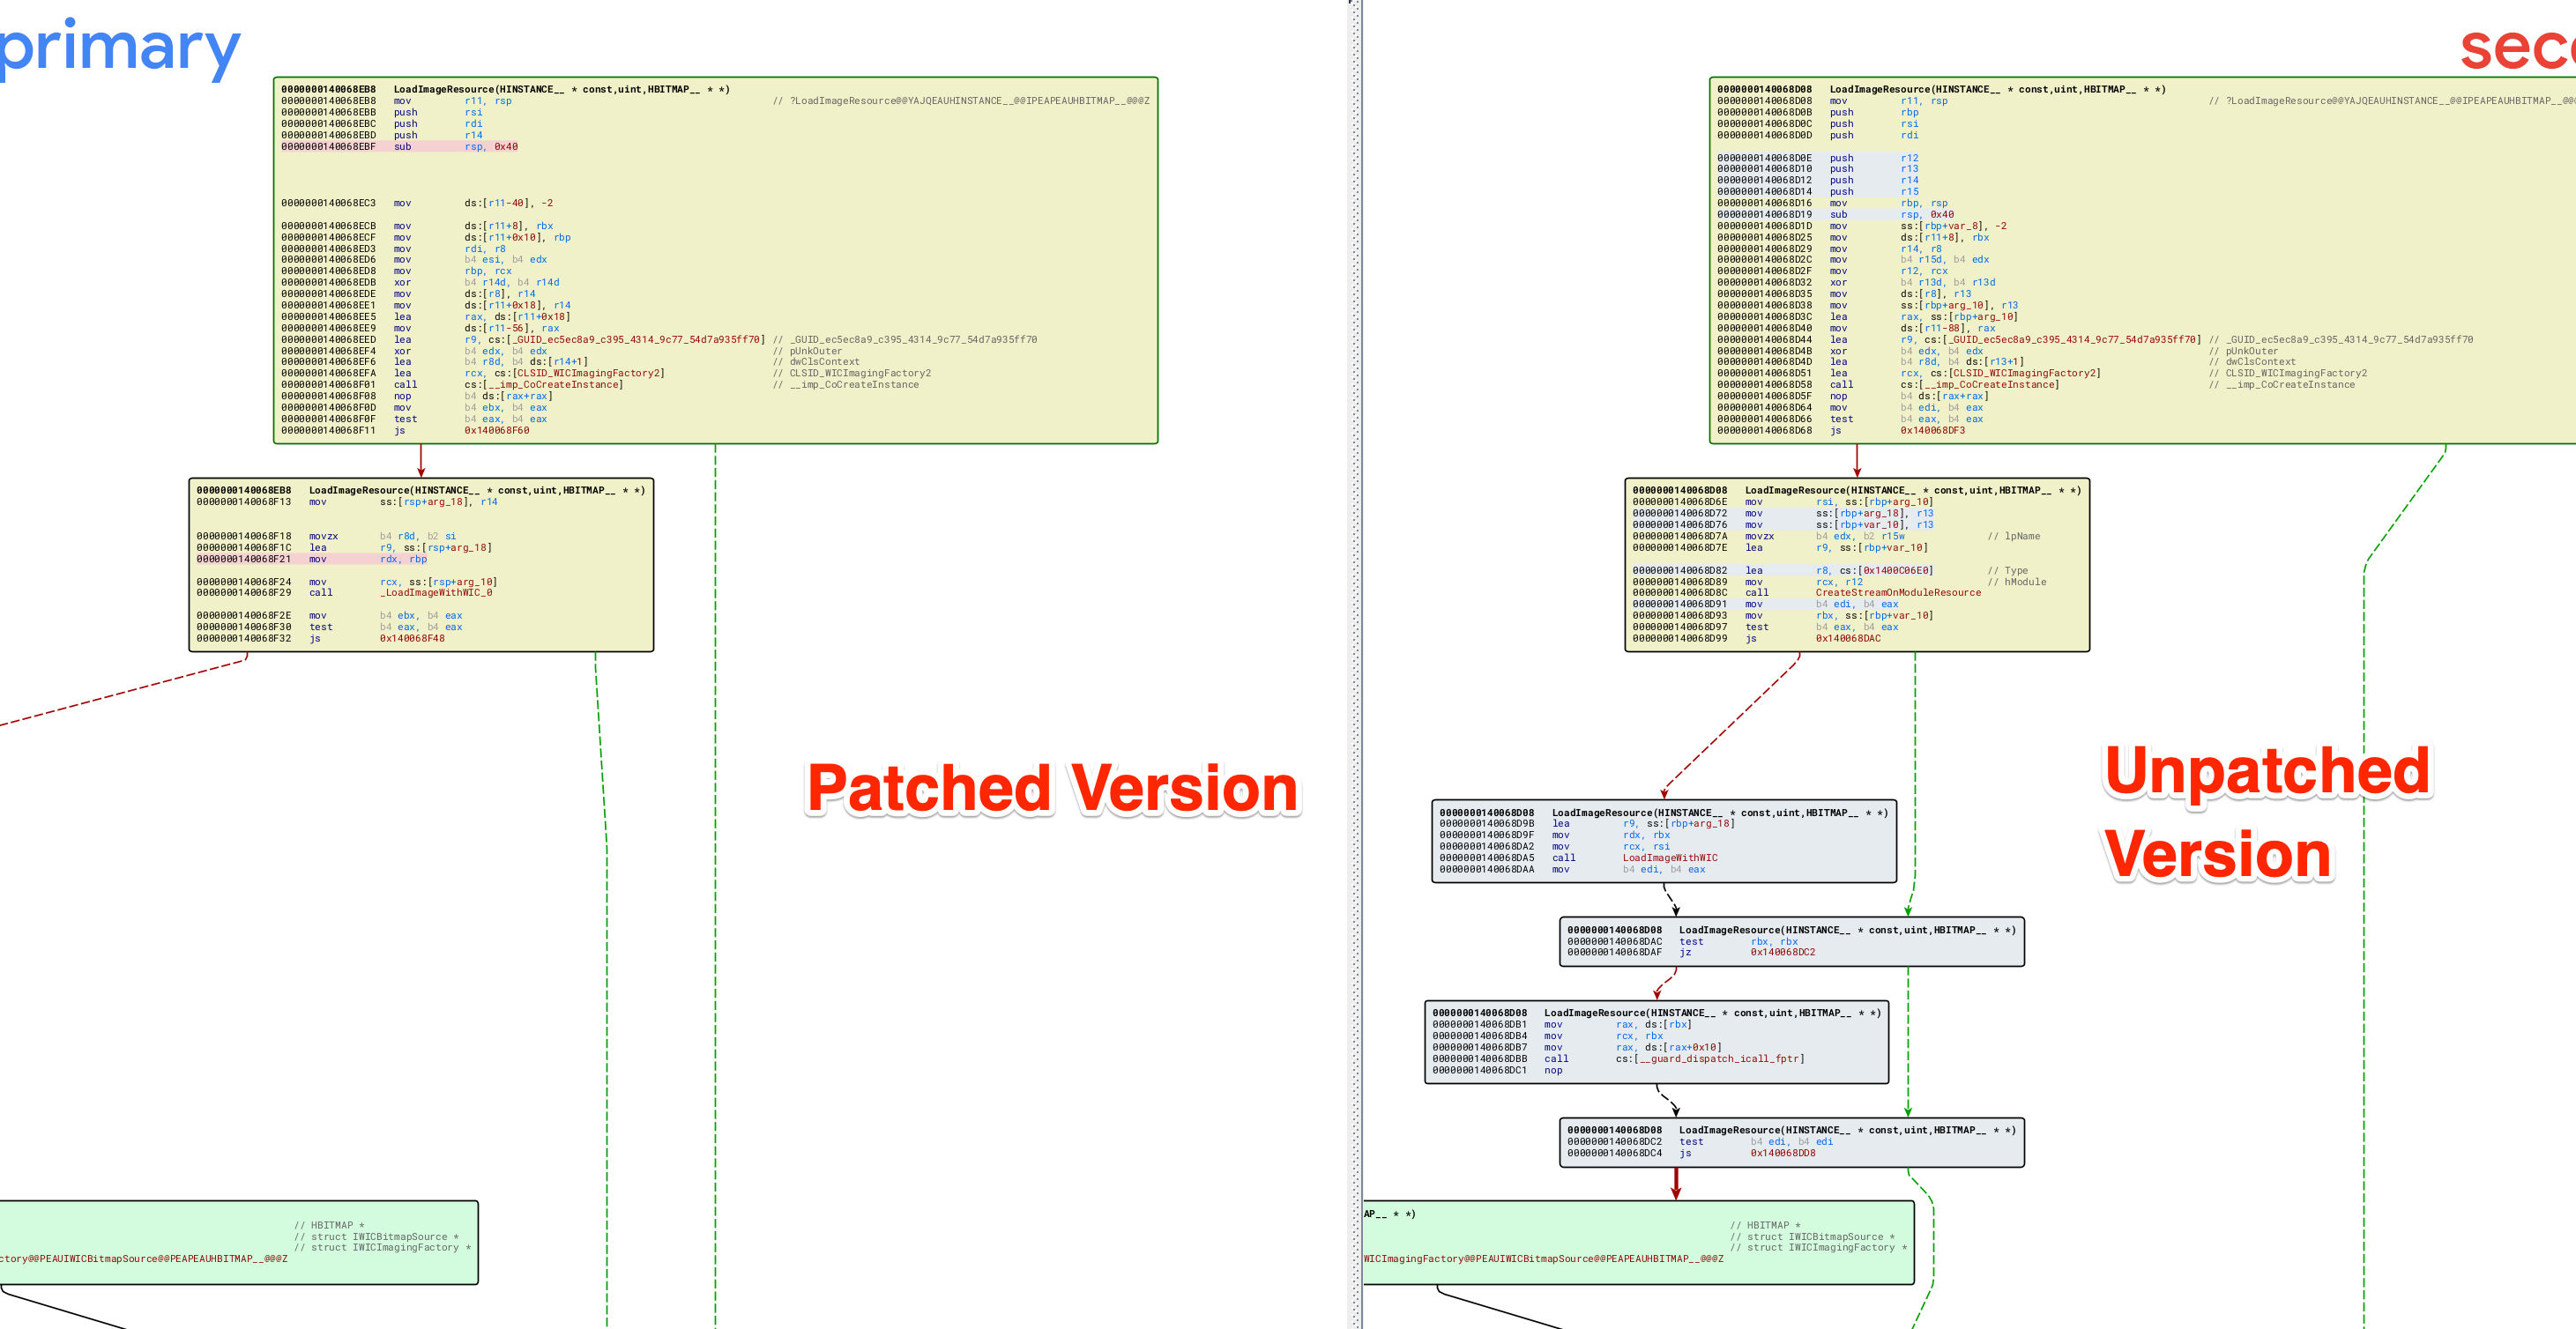 primary
0000000140068EB8 LoadImageResource(HINSTANCE__ * const,uint,HBITMAP__ * *)
0000000140068EB8 mov r11, rsp // ?LoadImageResource@@YAJQEAUHINSTANCE__@@IPEAPEAUHBITMAP__@@@Z
0000000140068EBB push rsi
0000000140068EBC push rdi
0000000140068EBD push r14
0000000140068EBF sub rsp, 0x40
0000000140068EC3 mov ds:[r11-40], -2
0000000140068ECB mov ds:[r11+8], rbx
0000000140068ECF mov ds:[r11+0x10], rbp
0000000140068ED3 mov rdi, r8
0000000140068ED6 mov b4 esi, b4 edx
0000000140068ED8 mov rbp, rcx
0000000140068EDB xor b4 r14d, b4 r14d
0000000140068EDE mov ds:[r8], r14
0000000140068EE1 mov ds:[r11+0x18], r14
0000000140068EE5 lea rax, ds:[r11+0x18]
0000000140068EE9 mov ds:[r11-56], rax
0000000140068EED lea r9, cs:[_GUID_ec5ec8a9_c395_4314_9c77_54d7a935ff70] // _GUID_ec5ec8a9_c395_4314_9c77_54d7a935ff70
0000000140068EF4 xor b4 edx, b4 edx // pUnkOuter
0000000140068EF6 lea b4 r8d, b4 ds:[r14+1] // dwClsContext
0000000140068EFA lea rcx, cs:[CLSID_WICImagingFactory2] // CLSID_WICImagingFactory2
0000000140068F01 call cs:[__imp_CoCreateInstance] // __imp_CoCreateInstance
0000000140068F08 nop b4 ds:[rax+rax]
0000000140068F0D mov b4 ebx, b4 eax
0000000140068F0F test b4 eax, b4 eax
0000000140068F11 js 0x140068F60
0000000140068EB8 LoadImageResource(HINSTANCE__ * const,uint,HBITMAP__ * *)
0000000140068F13 mov ss:[rsp+arg_18], r14
0000000140068F18 movzx b4 r8d, b2 si
0000000140068F1C lea r9, ss:[rsp+arg_18]
0000000140068F21 mov rdx, rbp
0000000140068F24 mov rcx, ss:[rsp+arg_10]
0000000140068F29 call _LoadImageWithWIC_0
0000000140068F2E mov b4 ebx, b4 eax
0000000140068F30 test b4 eax, b4 eax
0000000140068F32 js 0x140068F48
Patched Version
// HBITMAP *
// struct IWICBitmapSource *
// struct IWICImagingFactory *
ctory@@PEAUIWICBitmapSource@@PEAPEAUHBITMAP__@@@Z
seco
0000000140068D08 LoadImageResource(HINSTANCE__ * const,uint,HBITMAP__ * *)
0000000140068D08 mov r11, rsp // ?LoadImageResource@@YAJQEAUHINSTANCE__@@IPEAPEAUHBITMAP__@@
0000000140068D0B push rbp
0000000140068D0C push rsi
0000000140068D0D push rdi
0000000140068D0E push r12
0000000140068D10 push r13
0000000140068D12 push r14
0000000140068D14 push r15
0000000140068D16 mov rbp, rsp
0000000140068D19 sub rsp, 0x40
0000000140068D1D mov ss:[rbp+var_8], -2
0000000140068D25 mov ds:[r11+8], rbx
0000000140068D29 mov r14, r8
0000000140068D2C mov b4 r15d, b4 edx
0000000140068D2F mov r12, rcx
0000000140068D32 xor b4 r13d, b4 r13d
0000000140068D35 mov ds:[r8], r13
0000000140068D38 mov ss:[rbp+arg_10], r13
0000000140068D3C lea rax, ss:[rbp+arg_10]
0000000140068D40 mov ds:[r11-88], rax
0000000140068D44 lea r9, cs:[_GUID_ec5ec8a9_c395_4314_9c77_54d7a935ff70] // _GUID_ec5ec8a9_c395_4314_9c77_54d7a935ff70
0000000140068D4B xor b4 edx, b4 edx // pUnkOuter
0000000140068D4D lea b4 r8d, b4 ds:[r13+1] // dwClsContext
0000000140068D51 lea rcx, cs:[CLSID_WICImagingFactory2] // CLSID_WICImagingFactory2
0000000140068D58 call cs:[__imp_CoCreateInstance] // __imp_CoCreateInstance
0000000140068D5F nop b4 ds:[rax+rax]
0000000140068D64 mov b4 edi, b4 eax
0000000140068D66 test b4 eax, b4 eax
0000000140068D68 js 0x140068DF3
0000000140068D08 LoadImageResource(HINSTANCE__ * const,uint,HBITMAP__ * *)
0000000140068D6E mov rsi, ss:[rbp+arg_10]
0000000140068D72 mov ss:[rbp+arg_18], r13
0000000140068D76 mov ss:[rbp+var_10], r13
0000000140068D7A movzx b4 edx, b2 r15w // lpName
0000000140068D7E lea r9, ss:[rbp+var_10]
0000000140068D82 lea r8, cs:[0x1400C06E0] // Type
0000000140068D89 mov rcx, r12 // hModule
0000000140068D8C call CreateStreamOnModuleResource
0000000140068D91 mov b4 edi, b4 eax
0000000140068D93 mov rbx, ss:[rbp+var_10]
0000000140068D97 test b4 eax, b4 eax
0000000140068D99 js 0x140068DAC
Unpatched
Version
0000000140068D08 LoadImageResource(HINSTANCE__ * const,uint,HBITMAP__ * *)
0000000140068D9B lea r9, ss:[rbp+arg_18]
0000000140068D9F mov rdx, rbx
0000000140068DA2 mov rcx, rsi
0000000140068DA5 call LoadImageWithWIC
0000000140068DAA mov b4 edi, b4 eax
0000000140068D08 LoadImageResource(HINSTANCE__ * const,uint,HBITMAP__ * *)
0000000140068DAC test rbx, rbx
0000000140068DAF jz 0x140068DC2
0000000140068D08 LoadImageResource(HINSTANCE__ * const,uint,HBITMAP__ * *)
0000000140068DB1 mov rax, ds:[rbx]
0000000140068DB4 mov rcx, rbx
0000000140068DB7 mov rax, ds:[rax+0x10]
0000000140068DBB call cs:[__guard_dispatch_icall_fptr]
0000000140068DC1 nop
0000000140068D08 LoadImageResource(HINSTANCE__ * const,uint,HBITMAP__ * *)
0000000140068DC2 test b4 edi, b4 edi
0000000140068DC4 js 0x140068DD8
AP__ * *)
// HBITMAP *
// struct IWICBitmapSource *
// struct IWICImagingFactory *
WICImagingFactory@@PEAUIWICBitmapSource@@PEAPEAUHBITMAP__@@@Z